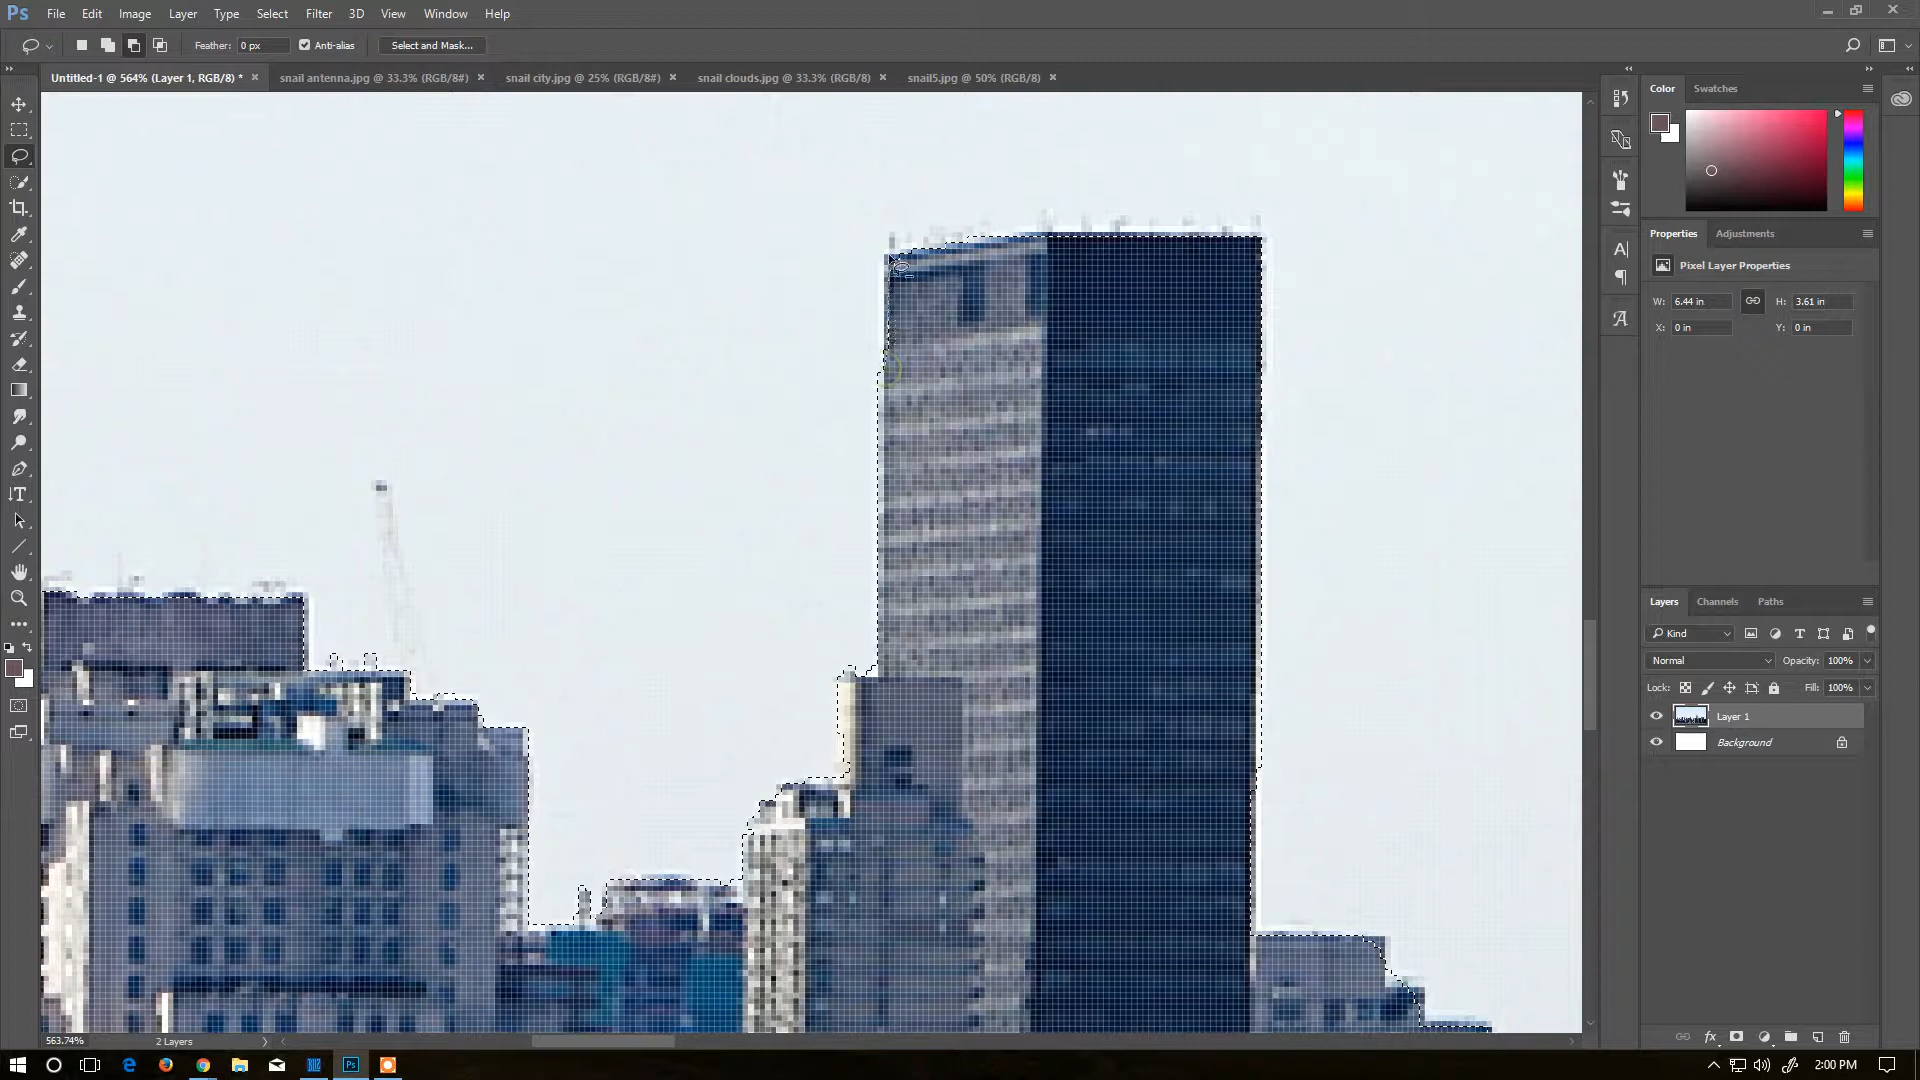 Ps File Edit Image Layer Type Select Filter 3D View Window Help
Feather: 0 px Anti-alias Select and Mask...
Untitled-1 @ 564% (Layer 1, RGB/8) * × snail antenna.jpg @ 33.3% (RGB/8#) × snail city.jpg @ 25% (RGB/8#) × snail clouds.jpg @ 33.3% (RGB/8) × snail5.jpg @ 50% (RGB/8) ×
Color Swatches
Properties Adjustments
Pixel Layer Properties
W: 6.44 in H: 3.61 in
X: 0 in Y: 0 in
Layers Channels Paths
Kind
Normal Opacity: 100%
Lock: Fill: 100%
Layer 1
Background
563.74% 2 Layers
2:00 PM